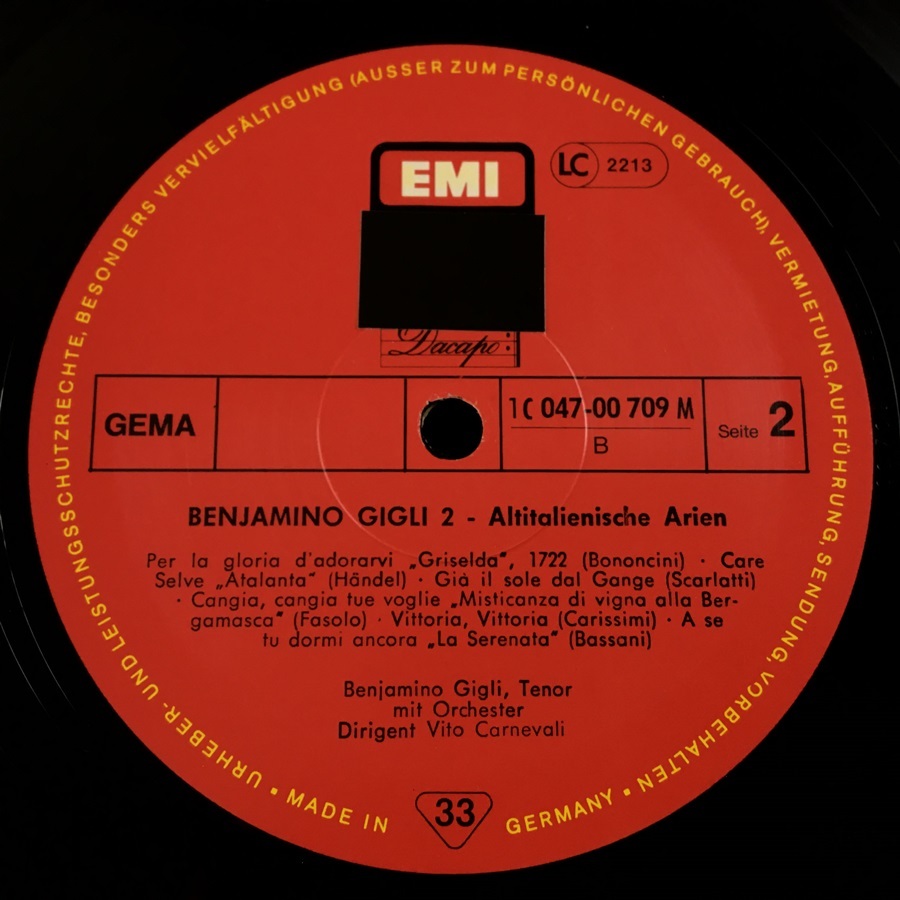 URHEBER- UND LEISTUNGSSCHUTZRECHTE, BESONDERS VERVIELFÄLTIGUNG (AUSSER ZUM PERSÖNLICHEN GEBRAUCH), VERMIETUNG, AUFFÜHRUNG, SENDUNG, VORBEHALTEN
EMI
LC 2213
Dacapo
GEMA
1C 047-00 709 M
B
Seite 2
BENJAMINO GIGLI 2 - Altitalienische Arien
Per la gloria d'adorarvi „Griselda“, 1722 (Bononcini) · Care
Selve „Atalanta“ (Händel) · Già il sole dal Gange (Scarlatti)
· Cangia, cangia tue voglie „Misticanza di vigna alla Ber-
gamasca“ (Fasolo) · Vittoria, Vittoria (Carissimi) · A se
tu dormi ancora „La Serenata“ (Bassani)
Benjamino Gigli, Tenor
mit Orchester
Dirigent Vito Carnevali
▪ MADE IN 33 GERMANY ▪